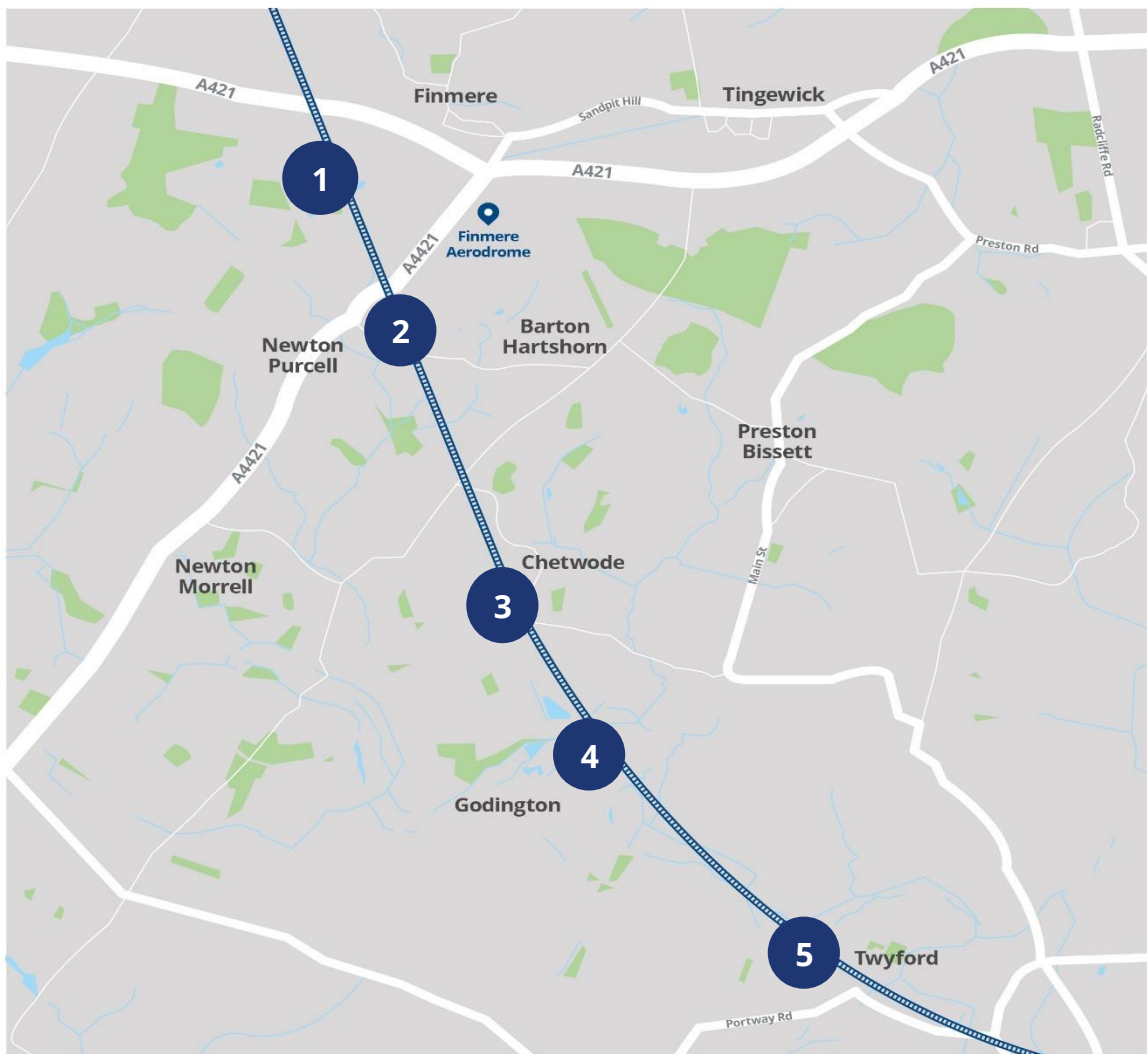 A421
Finmere
Sandpit Hill
Tingewick
A421
Radcliffe Rd
1
A421
Finmere
Aerodrome
A4421
Preston Rd
2
Newton
Purcell
Barton
Hartshorn
Preston
Bissett
A4421
Newton
Morrell
Chetwode
Main St
3
4
Godington
5
Twyford
Portway Rd